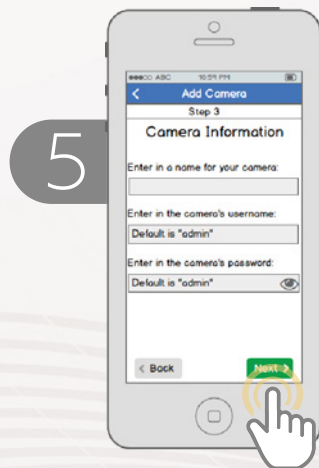 5
ABC 10:59 PM
Add Camera
Step 3
Camera Information
Enter in a name for your camera:
Enter in the camera's username:
Default is "admin"
Enter in the camera's password:
Default is "admin"
< Back
Next >